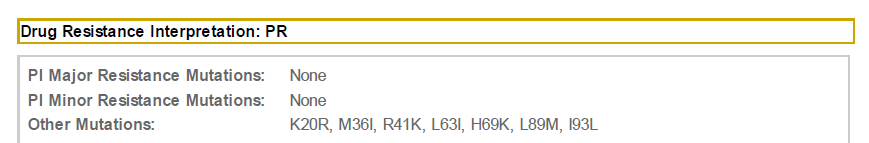 Drug Resistance Interpretation: PR
PI Major Resistance Mutations: None
PI Minor Resistance Mutations: None
Other Mutations: K20R, M36I, R41K, L63I, H69K, L89M, I93L